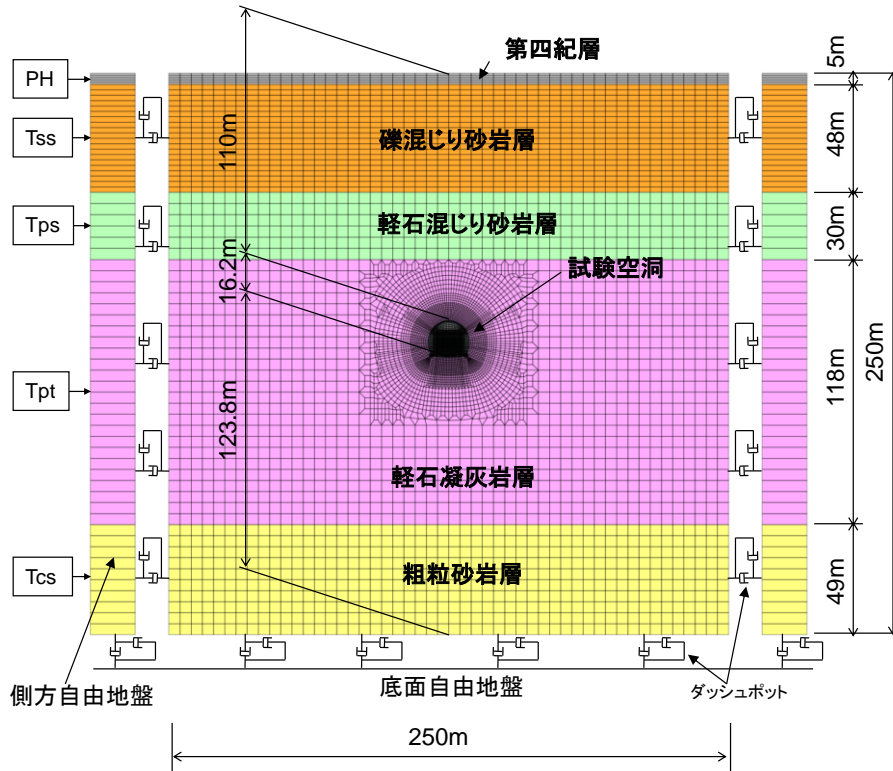 第四紀層
5m
PH
Tss
110m
礫混じり砂岩層
48m
Tps
軽石混じり砂岩層
30m
16.2m
試験空洞
250m
Tpt
118m
123.8m
軽石凝灰岩層
Tcs
粗粒砂岩層
49m
側方自由地盤
底面自由地盤
ダッシュポット
250m